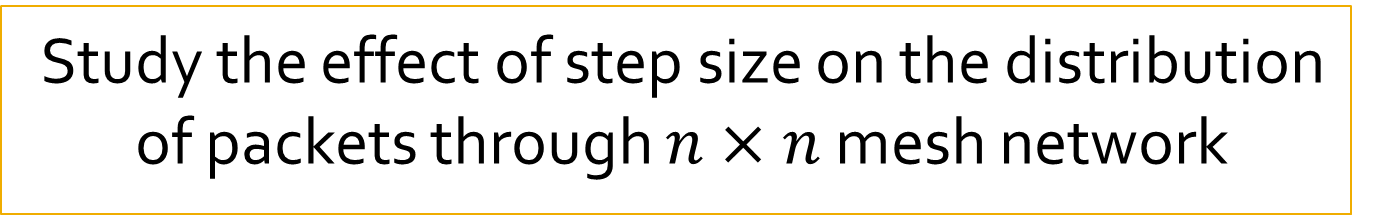 Study the effect of step size on the distribution
of packets through n × n mesh network